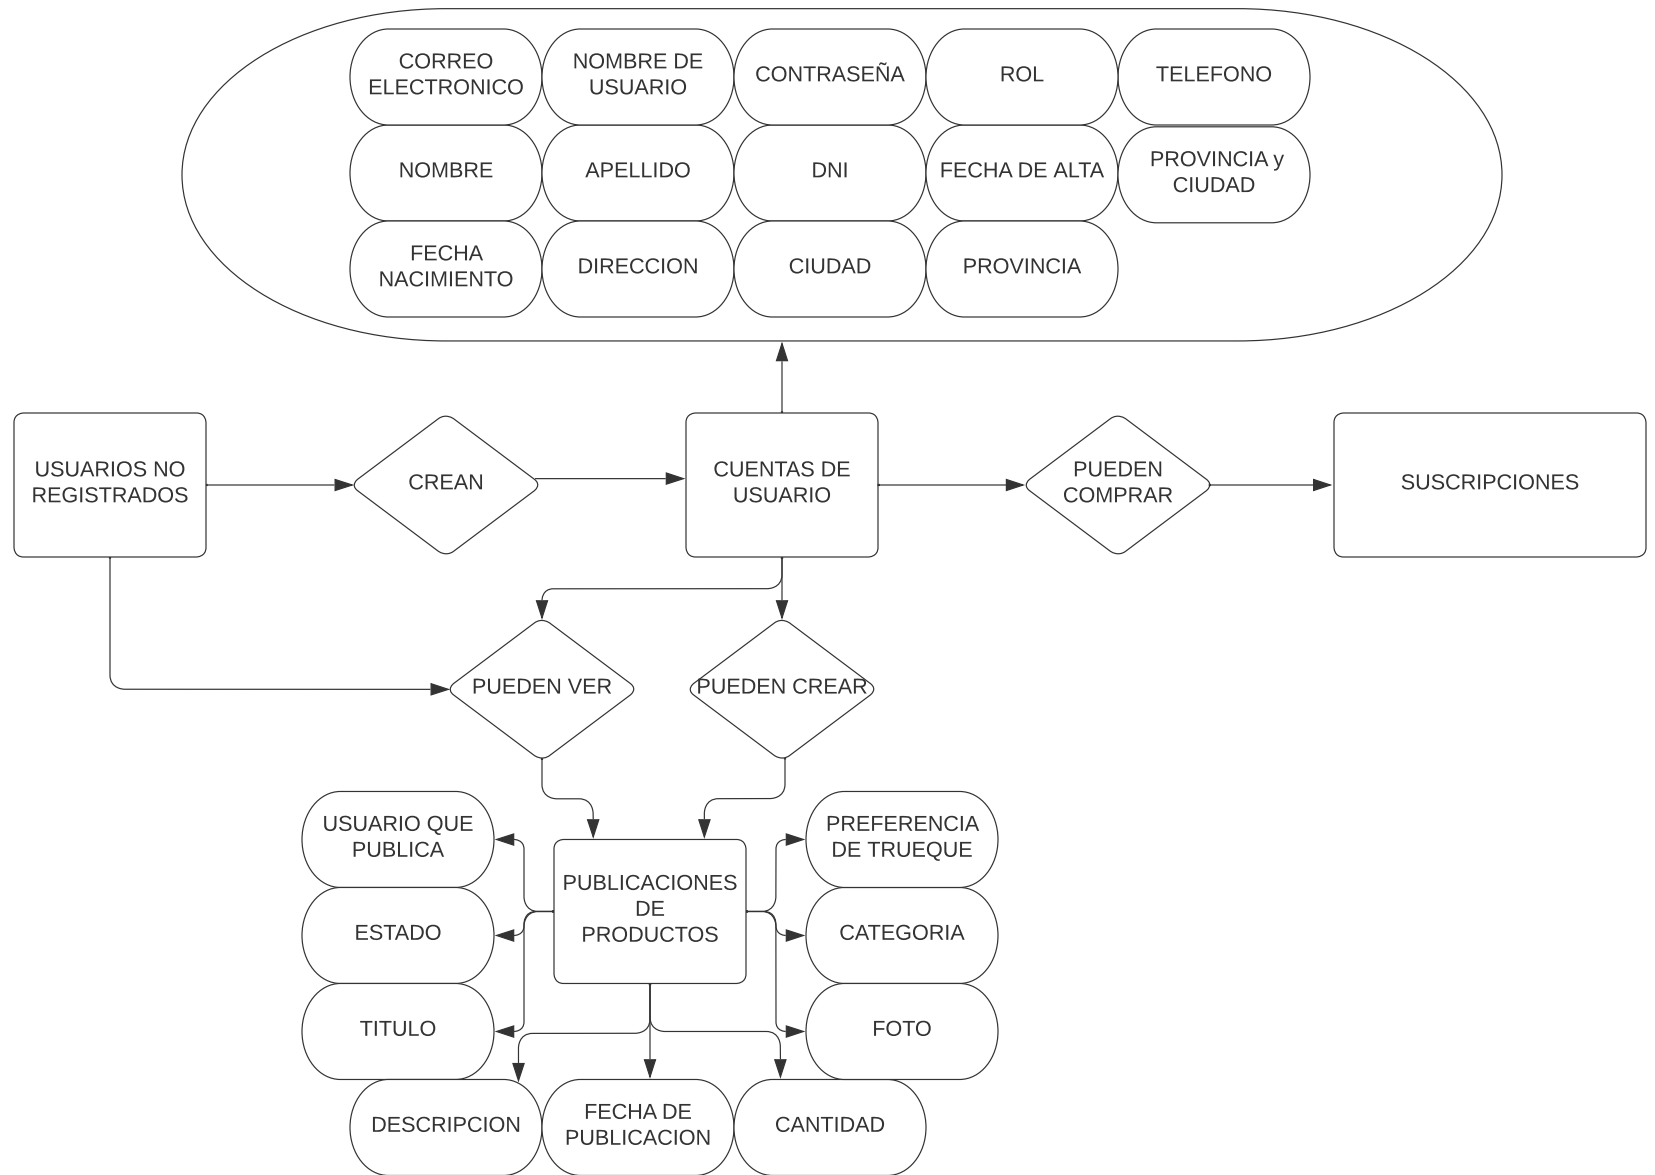 CORREO
ELECTRONICO
NOMBRE DE
USUARIO
CONTRASEÑA
ROL
TELEFONO
NOMBRE
APELLIDO
DNI
FECHA DE ALTA
PROVINCIA y
CIUDAD
FECHA
NACIMIENTO
DIRECCION
CIUDAD
PROVINCIA
USUARIOS NO
REGISTRADOS
CREAN
CUENTAS DE
USUARIO
PUEDEN
COMPRAR
SUSCRIPCIONES
PUEDEN VER
PUEDEN CREAR
USUARIO QUE
PUBLICA
PUBLICACIONES
DE
PRODUCTOS
PREFERENCIA
DE TRUEQUE
ESTADO
CATEGORIA
TITULO
FOTO
DESCRIPCION
FECHA DE
PUBLICACION
CANTIDAD